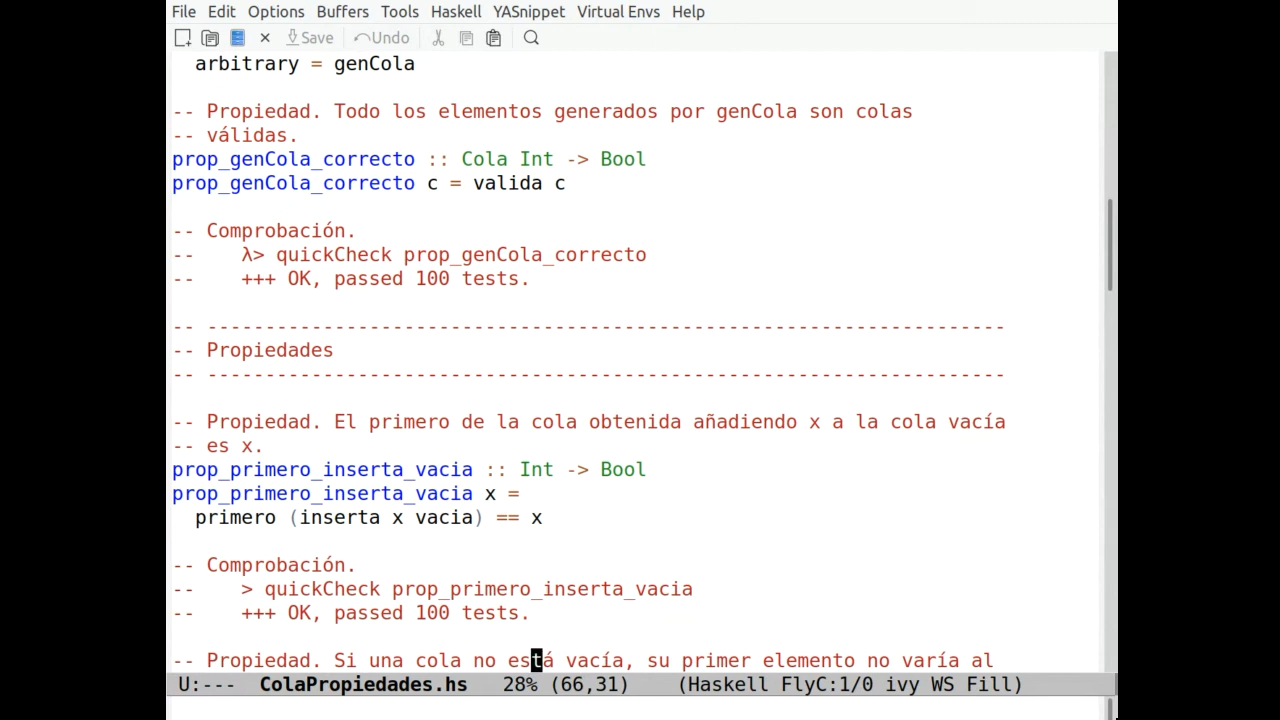 File Edit Options Buffers Tools Haskell YASnippet Virtual Envs Help
Save Undo
arbitrary = genCola
-- Propiedad. Todo los elementos generados por genCola son colas
-- válidas.
prop_genCola_correcto :: Cola Int -> Bool
prop_genCola_correcto c = valida c
-- Comprobación.
--    λ> quickCheck prop_genCola_correcto
--    +++ OK, passed 100 tests.
-- ---------------------------------------------------------------------
-- Propiedades
-- ---------------------------------------------------------------------
-- Propiedad. El primero de la cola obtenida añadiendo x a la cola vacía
-- es x.
prop_primero_inserta_vacia :: Int -> Bool
prop_primero_inserta_vacia x =
  primero (inserta x vacia) == x
-- Comprobación.
--    > quickCheck prop_primero_inserta_vacia
--    +++ OK, passed 100 tests.
-- Propiedad. Si una cola no está vacía, su primer elemento no varía al
U:--- ColaPropiedades.hs 28% (66,31) (Haskell FlyC:1/0 ivy WS Fill)